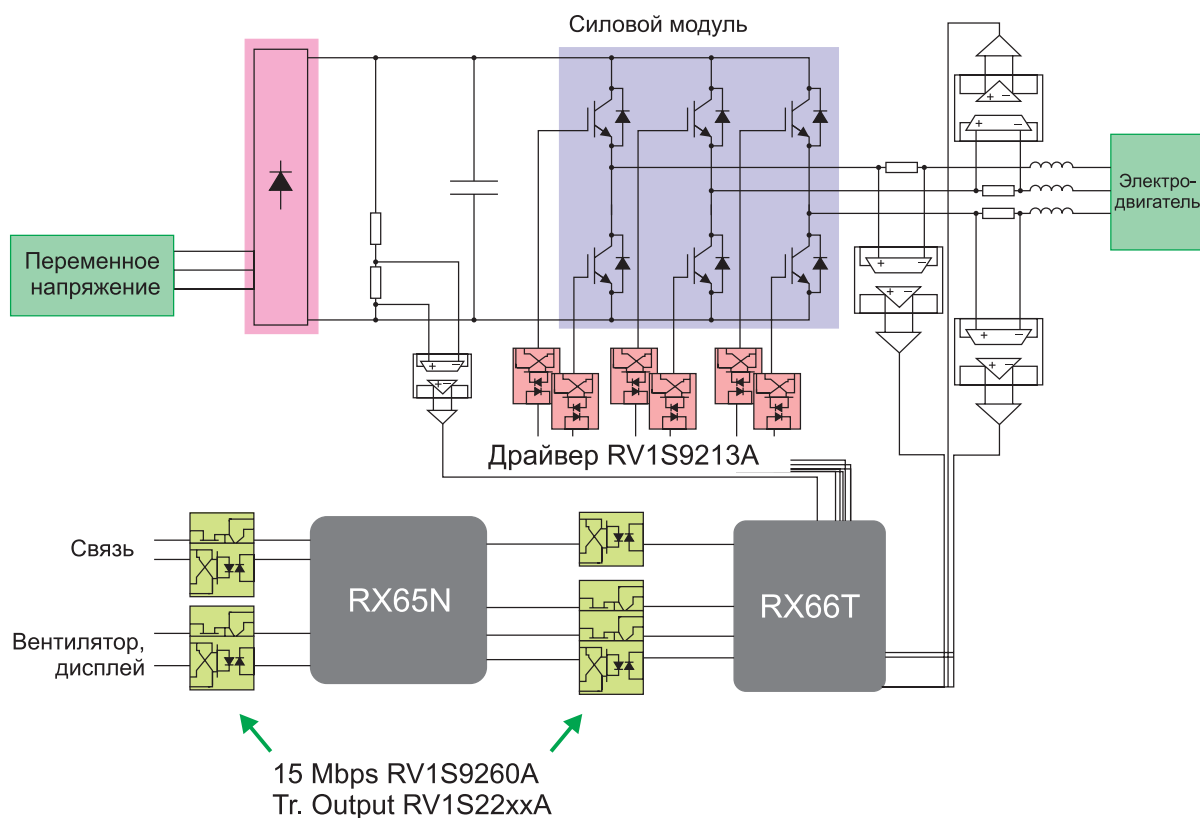 Силовой модуль
Электро-
двигатель
Переменное
напряжение
Драйвер RV1S9213A
Связь
RX65N
RX66T
Вентилятор,
дисплей
15 Mbps RV1S9260A
Tr. Output RV1S22xxA